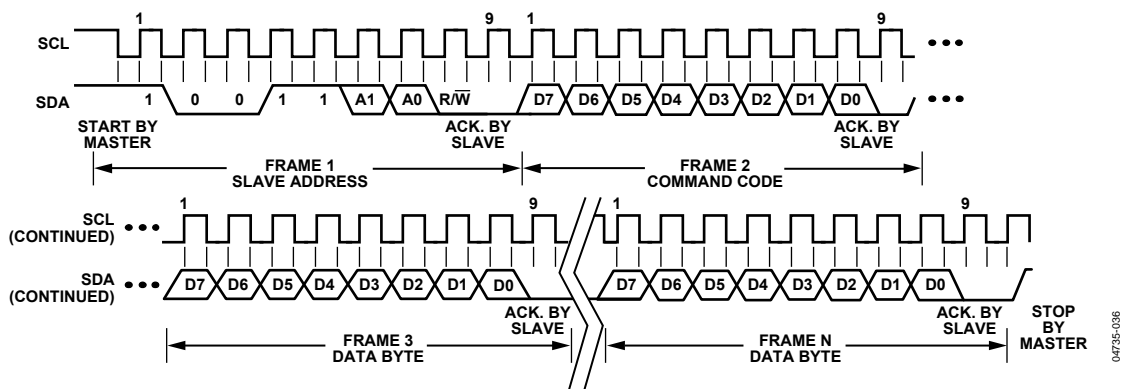 1 9 1 9
SCL
SDA 1 0 0 1 1 A1 A0 R/W̅ D7 D6 D5 D4 D3 D2 D1 D0
START BY MASTER
ACK. BY SLAVE
ACK. BY SLAVE
FRAME 1
SLAVE ADDRESS
FRAME 2
COMMAND CODE
1 9 1 9
SCL
(CONTINUED)
SDA
(CONTINUED)
D7 D6 D5 D4 D3 D2 D1 D0 D7 D6 D5 D4 D3 D2 D1 D0
ACK. BY
SLAVE
ACK. BY
SLAVE
STOP
BY
MASTER
FRAME 3
DATA BYTE
FRAME N
DATA BYTE
04735-036